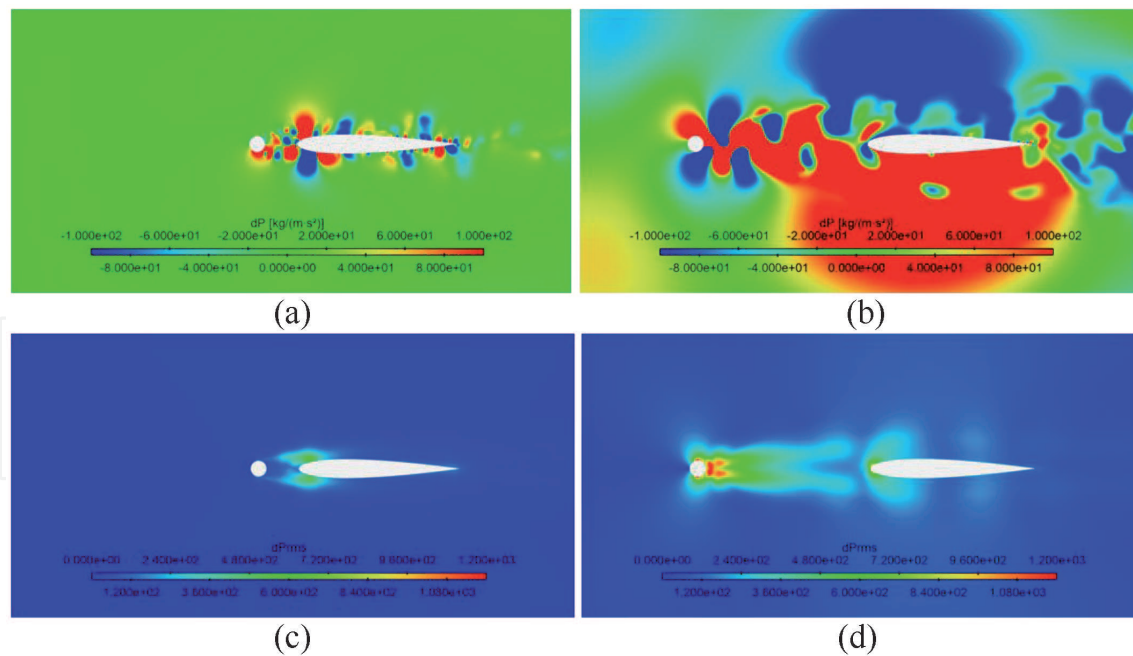 dP [kg/(m·s²)]
-1.000e+02 -6.000e+01 -2.000e+01 2.000e+01 6.000e+01 1.000e+02
-8.000e+01 -4.000e+01 0.000e+00 4.000e+01 8.000e+01
(a)
dP [kg/(m·s²)]
-1.000e+02 -6.000e+01 -2.000e+01 2.000e+01 6.000e+01 1.000e+02
-8.000e+01 -4.000e+01 0.000e+00 4.000e+01 8.000e+01
(b)
dPrms
0.000e+00 2.400e+02 4.800e+02 7.200e+02 9.600e+02 1.200e+03
1.200e+02 3.600e+02 6.000e+02 8.400e+02 1.080e+03
(c)
dPrms
0.000e+00 2.400e+02 4.800e+02 7.200e+02 9.600e+02 1.200e+03
1.200e+02 3.600e+02 6.000e+02 8.400e+02 1.080e+03
(d)